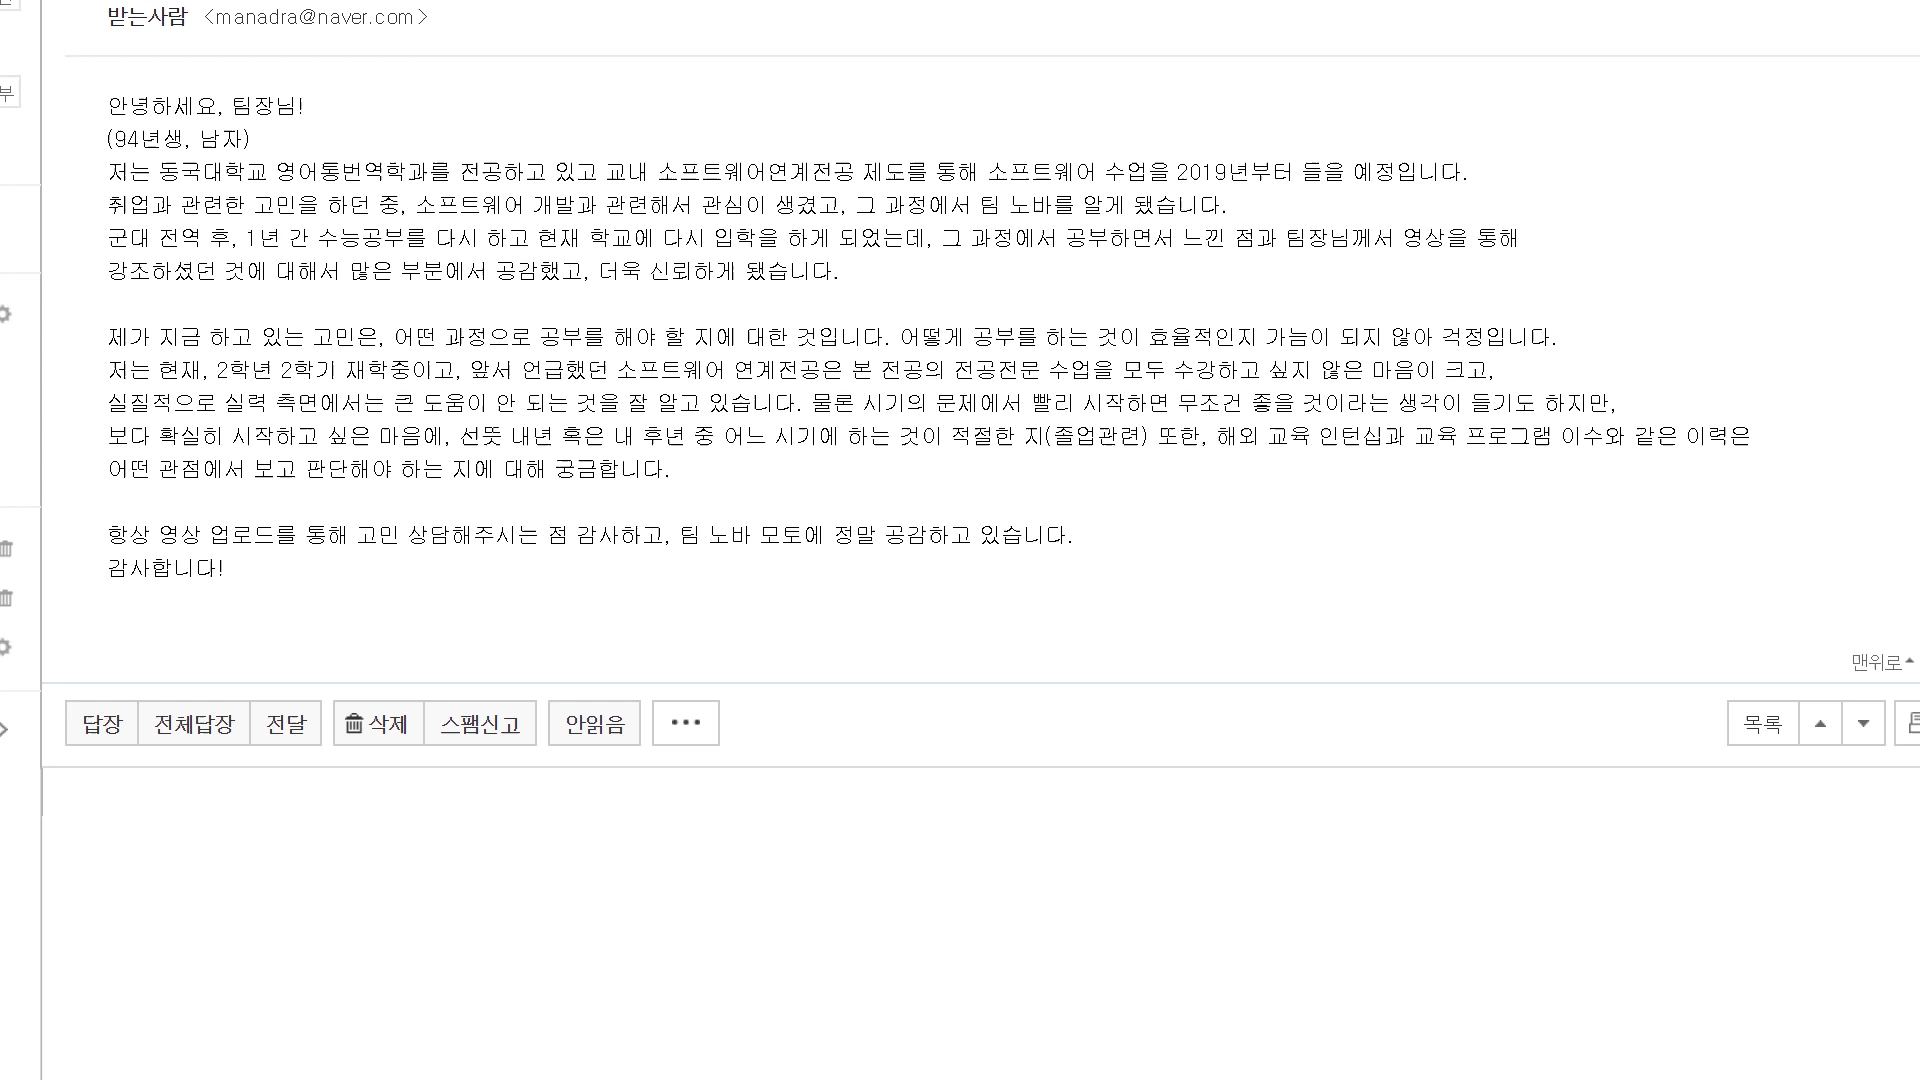 받는사람 <manadra@naver.com>
부
안녕하세요, 팀장님!
(94년생, 남자)
저는 동국대학교 영어통번역학과를 전공하고 있고 교내 소프트웨어연계전공 제도를 통해 소프트웨어 수업을 2019년부터 들을 예정입니다.
취업과 관련한 고민을 하던 중, 소프트웨어 개발과 관련해서 관심이 생겼고, 그 과정에서 팀 노바를 알게 됐습니다.
군대 전역 후, 1년 간 수능공부를 다시 하고 현재 학교에 다시 입학을 하게 되었는데, 그 과정에서 공부하면서 느낀 점과 팀장님께서 영상을 통해
강조하셨던 것에 대해서 많은 부분에서 공감했고, 더욱 신뢰하게 됐습니다.
제가 지금 하고 있는 고민은, 어떤 과정으로 공부를 해야 할 지에 대한 것입니다. 어떻게 공부를 하는 것이 효율적인지 가늠이 되지 않아 걱정입니다.
저는 현재, 2학년 2학기 재학중이고, 앞서 언급했던 소프트웨어 연계전공은 본 전공의 전공전문 수업을 모두 수강하고 싶지 않은 마음이 크고,
실질적으로 실력 측면에서는 큰 도움이 안 되는 것을 잘 알고 있습니다. 물론 시기의 문제에서 빨리 시작하면 무조건 좋을 것이라는 생각이 들기도 하지만,
보다 확실히 시작하고 싶은 마음에, 선뜻 내년 혹은 내 후년 중 어느 시기에 하는 것이 적절한 지(졸업관련) 또한, 해외 교육 인턴십과 교육 프로그램 이수와 같은 이력은
어떤 관점에서 보고 판단해야 하는 지에 대해 궁금합니다.
항상 영상 업로드를 통해 고민 상담해주시는 점 감사하고, 팀 노바 모토에 정말 공감하고 있습니다.
감사합니다!
맨위로
답장 전체답장 전달 삭제 스팸신고 안읽음 ••• 목록